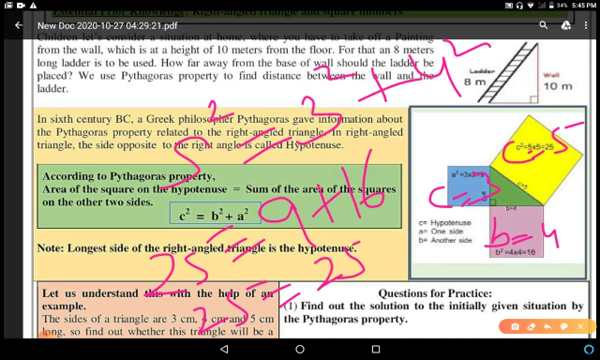 5:45 PM
34%
New Doc 2020-10-27 04:29:21.pdf
Children let's consider a situation at home, where you have to take off a Painting
from the wall, which is at a height of 10 meters from the floor. For that an 8 meters
long ladder is to be used. How far away from the base of wall should the ladder be
placed? We use Pythagoras property to find distance between the wall and the
ladder.
Ladder
8 m
Wall
10 m
In sixth century BC, a Greek philosopher Pythagoras gave information about
the Pythagoras property related to the right-angled triangle. In right-angled
triangle, the side opposite to the right angle is called Hypotenuse.
According to Pythagoras property,
Area of the square on the hypotenuse = Sum of the area of the squares
on the other two sides.
c² = b² + a²
Note: Longest side of the right-angled triangle is the hypotenuse.
5² = 3² + 4²
25 = 9 + 16
25 = 25
c²=5x5=25
c=5
b=4
c = 5
c = 3
b = 4
b²=4x4=16
c= Hypotenuse
a= One side
b= Another side
Let us understand this with the help of an
example.
The sides of a triangle are 3 cm, 4 cm and 5 cm
long, so find out whether this triangle will be a
Questions for Practice:
(1) Find out the solution to the initially given situation by
the Pythagoras property.